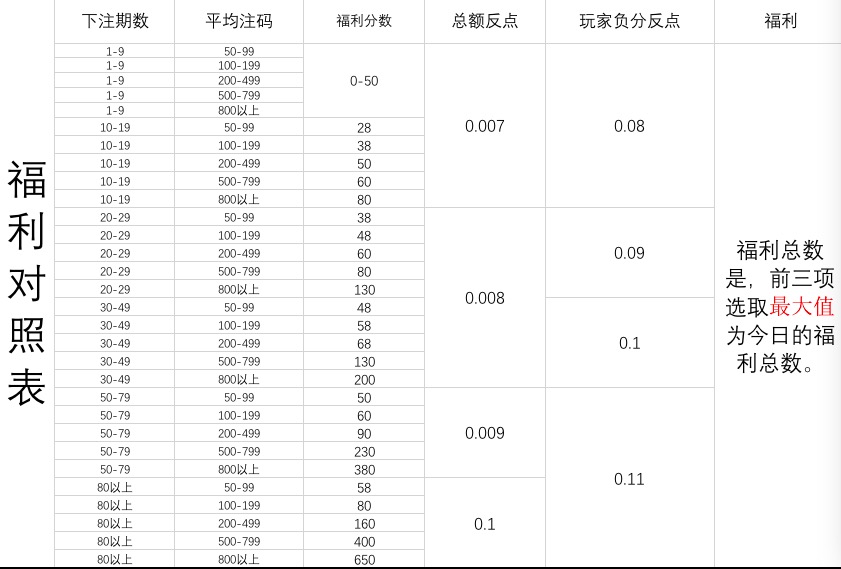 福利对照表
下注期数 平均注码 福利分数 总额反点 玩家负分反点 福利
1-9 50-99 0-50 0.007 0.08 福利总数是，前三项选取最大值为今日的福利总数。
1-9 100-199
1-9 200-499
1-9 500-799
1-9 800以上
10-19 50-99 28
10-19 100-199 38
10-19 200-499 50
10-19 500-799 60
10-19 800以上 80
20-29 50-99 38 0.008 0.09
20-29 100-199 48
20-29 200-499 60
20-29 500-799 80
20-29 800以上 130
30-49 50-99 48 0.1
30-49 100-199 58
30-49 200-499 68
30-49 500-799 130
30-49 800以上 200
50-79 50-99 50 0.009 0.11
50-79 100-199 60
50-79 200-499 90
50-79 500-799 230
50-79 800以上 380
80以上 50-99 58 0.1
80以上 100-199 80
80以上 200-499 160
80以上 500-799 400
80以上 800以上 650